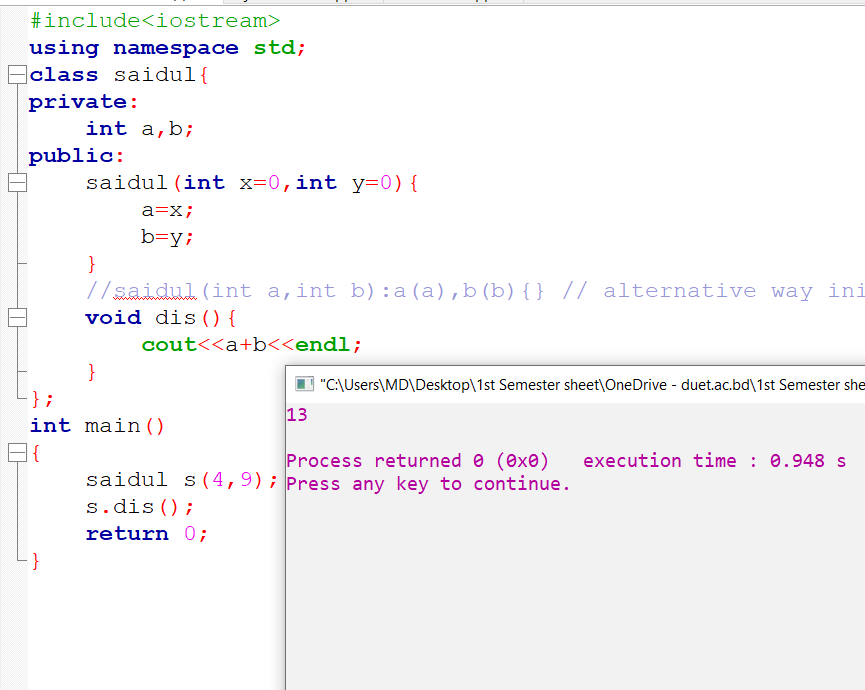 #include<iostream>
using namespace std;
class saidul{
private:
    int a,b;
public:
    saidul(int x=0,int y=0){
        a=x;
        b=y;
    }
    //saidul(int a,int b):a(a),b(b){} // alternative way ini
    void dis(){
        cout<<a+b<<endl;
    }
};
int main()
{
    saidul s(4,9);
    s.dis();
    return 0;
}
"C:\Users\MD\Desktop\1st Semester sheet\OneDrive - duet.ac.bd\1st Semester she
13
Process returned 0 (0x0)   execution time : 0.948 s
Press any key to continue.